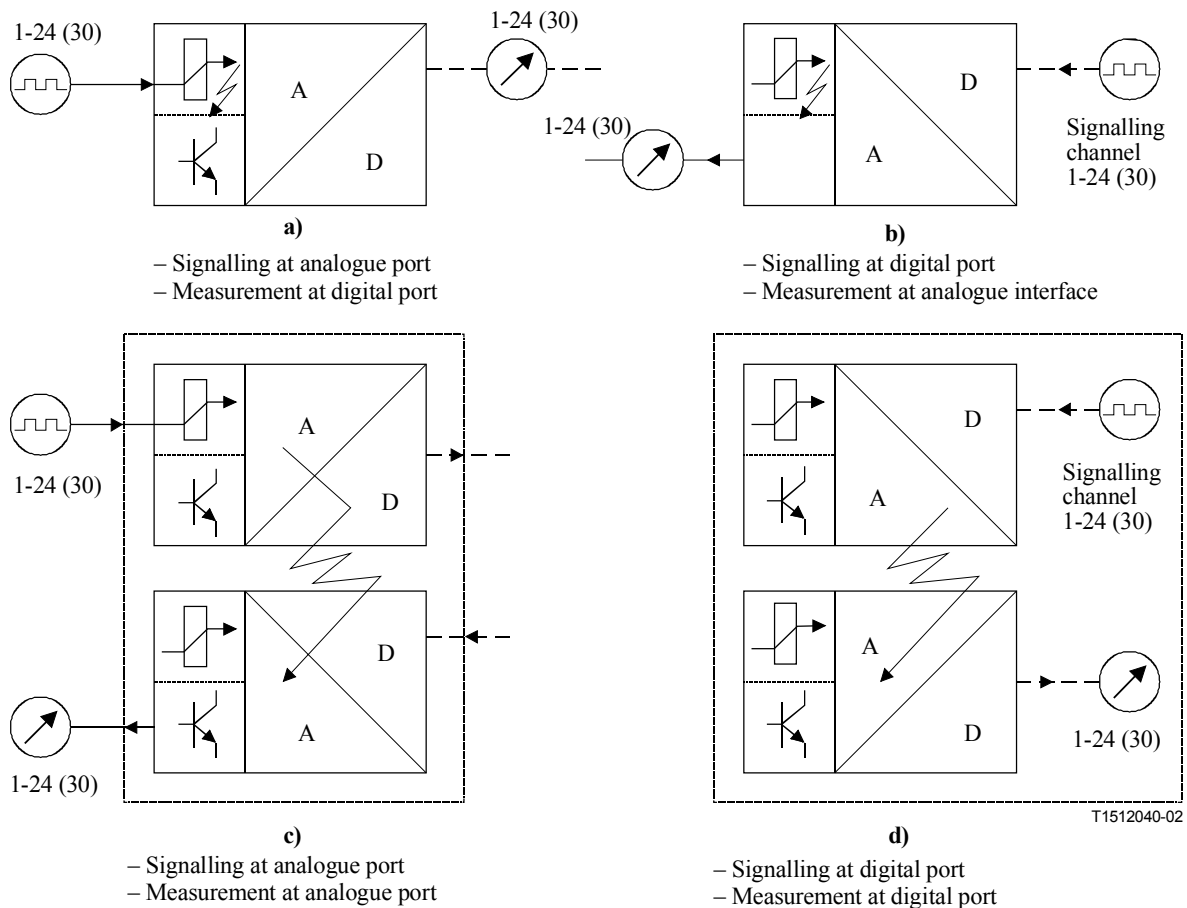 1-24 (30)
A
D
1-24 (30)
a)
– Signalling at analogue port
– Measurement at digital port
1-24 (30)
A
D
Signalling
channel
1-24 (30)
b)
– Signalling at digital port
– Measurement at analogue interface
1-24 (30)
A
D
D
A
1-24 (30)
c)
– Signalling at analogue port
– Measurement at analogue port
D
A
Signalling
channel
1-24 (30)
A
D
1-24 (30)
T1512040-02
d)
– Signalling at digital port
– Measurement at digital port